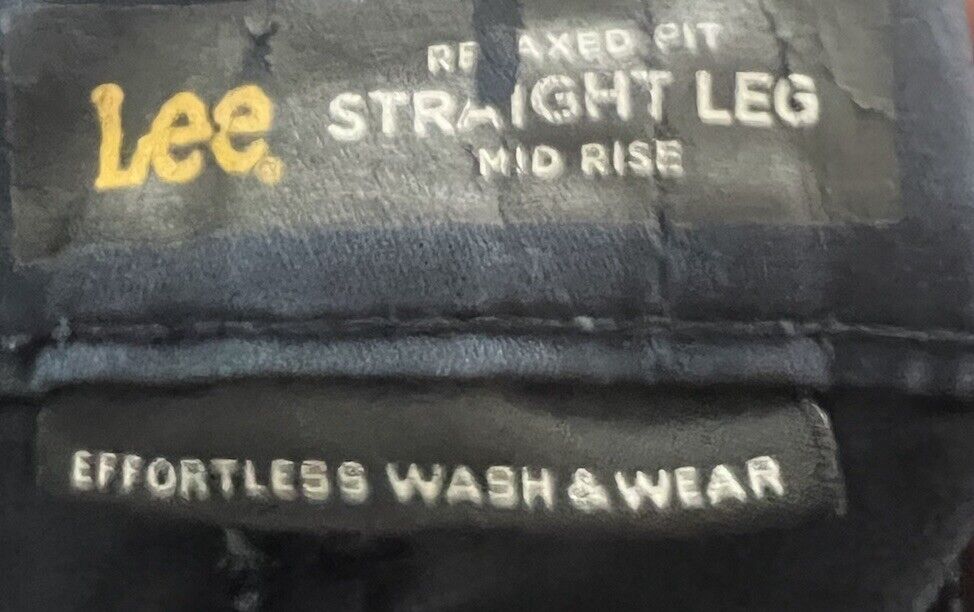 Lee®
RELAXED FIT
STRAIGHT LEG
MID RISE
EFFORTLESS WASH & WEAR